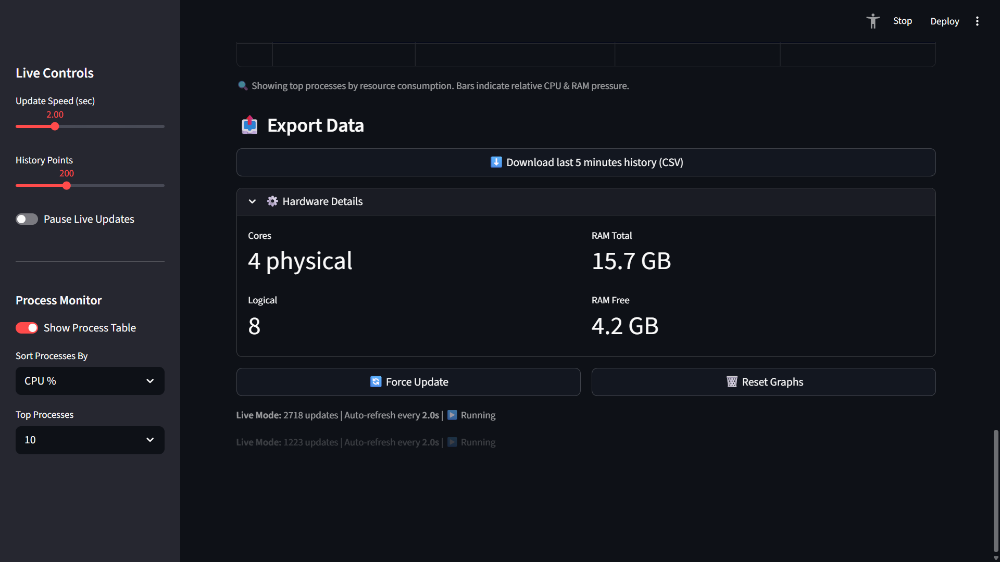 Stop
Deploy
Live Controls
Update Speed (sec)
2.00
History Points
200
Pause Live Updates
Process Monitor
Show Process Table
Sort Processes By
CPU %
Top Processes
10
Showing top processes by resource consumption. Bars indicate relative CPU & RAM pressure.
Export Data
Download last 5 minutes history (CSV)
Hardware Details
Cores
4 physical
RAM Total
15.7 GB
Logical
8
RAM Free
4.2 GB
Force Update
Reset Graphs
Live Mode: 2718 updates | Auto-refresh every 2.0s | Running
Live Mode: 1223 updates | Auto-refresh every 2.0s | Running